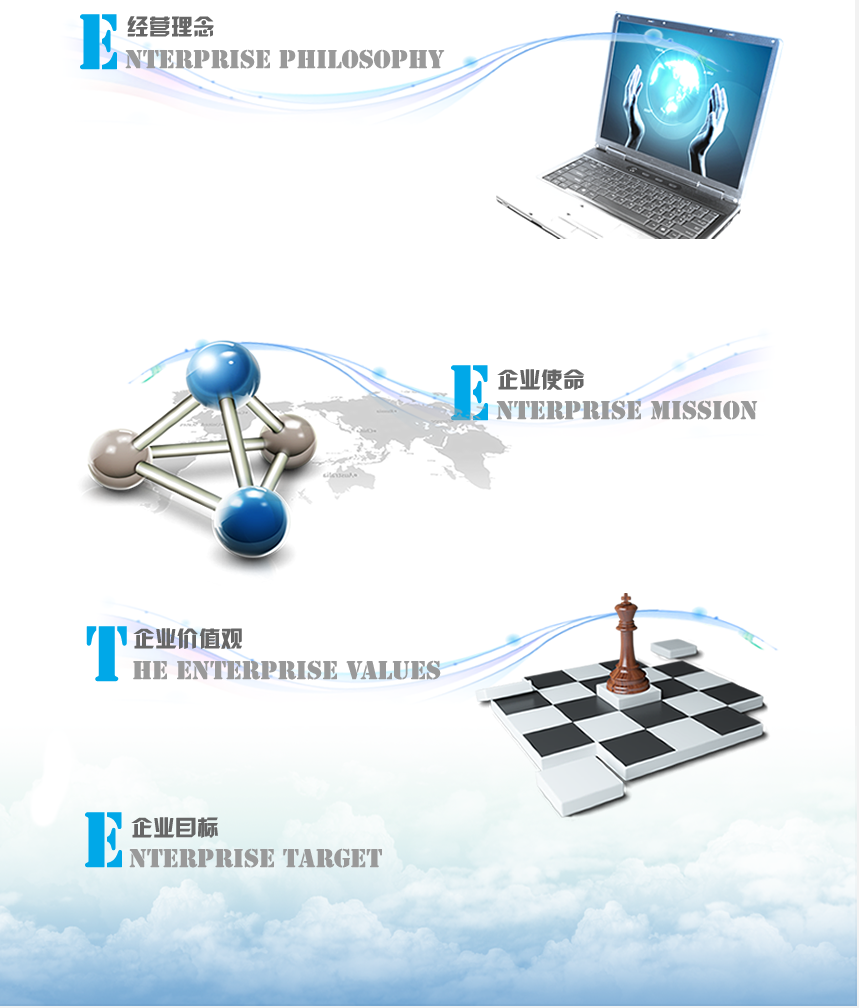 经营理念
ENTERPRISE PHILOSOPHY
企业使命
ENTERPRISE MISSION
企业价值观
THE ENTERPRISE VALUES
企业目标
ENTERPRISE TARGET